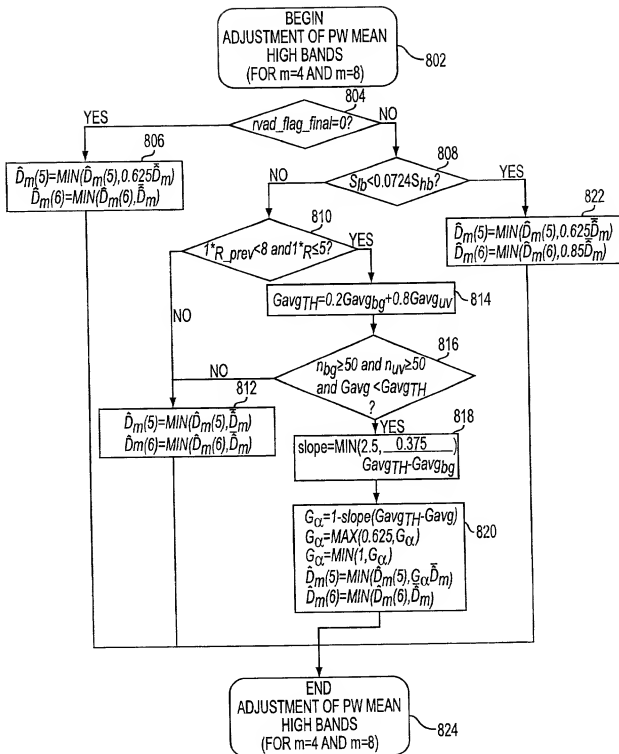 BEGIN
ADJUSTMENT OF PW MEAN
HIGH BANDS
(FOR m=4 AND m=8)
802
804
YES
rvad_flag_final=0?
NO
806
D̂m(5)=MIN(D̂m(5),0.625D̿m)
D̂m(6)=MIN(D̂m(6),D̿m)
808
NO
Slb<0.0724Shb?
YES
822
D̂m(5)=MIN(D̂m(5),0.625D̿m)
D̂m(6)=MIN(D̂m(6),0.85D̿m)
810
1*R_prev<8 and1*R≤5?
YES
NO
GavgTH=0.2Gavgbg+0.8Gavguv
814
816
NO
nbg≥50 and nuv≥50
and Gavg <GavgTH
?
812
D̂m(5)=MIN(D̂m(5),D̿m)
D̂m(6)=MIN(D̂m(6),D̿m)
YES
818
slope=MIN(2.5, 0.375 )
GavgTH-Gavgbg
Gα=1-slope(GavgTH-Gavg)
Gα=MAX(0.625,Gα)
Gα=MIN(1,Gα)
D̂m(5)=MIN(D̂m(5),GαD̿m)
D̂m(6)=MIN(D̂m(6),D̿m)
820
END
ADJUSTMENT OF PW MEAN
HIGH BANDS
(FOR m=4 AND m=8)
824